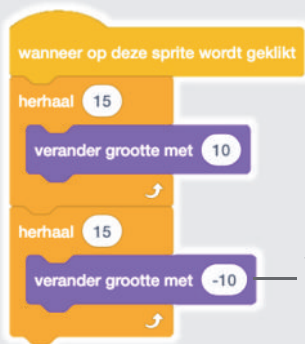 wanneer op deze sprite wordt geklikt
herhaal 15
verander grootte met 10
herhaal 15
verander grootte met -10